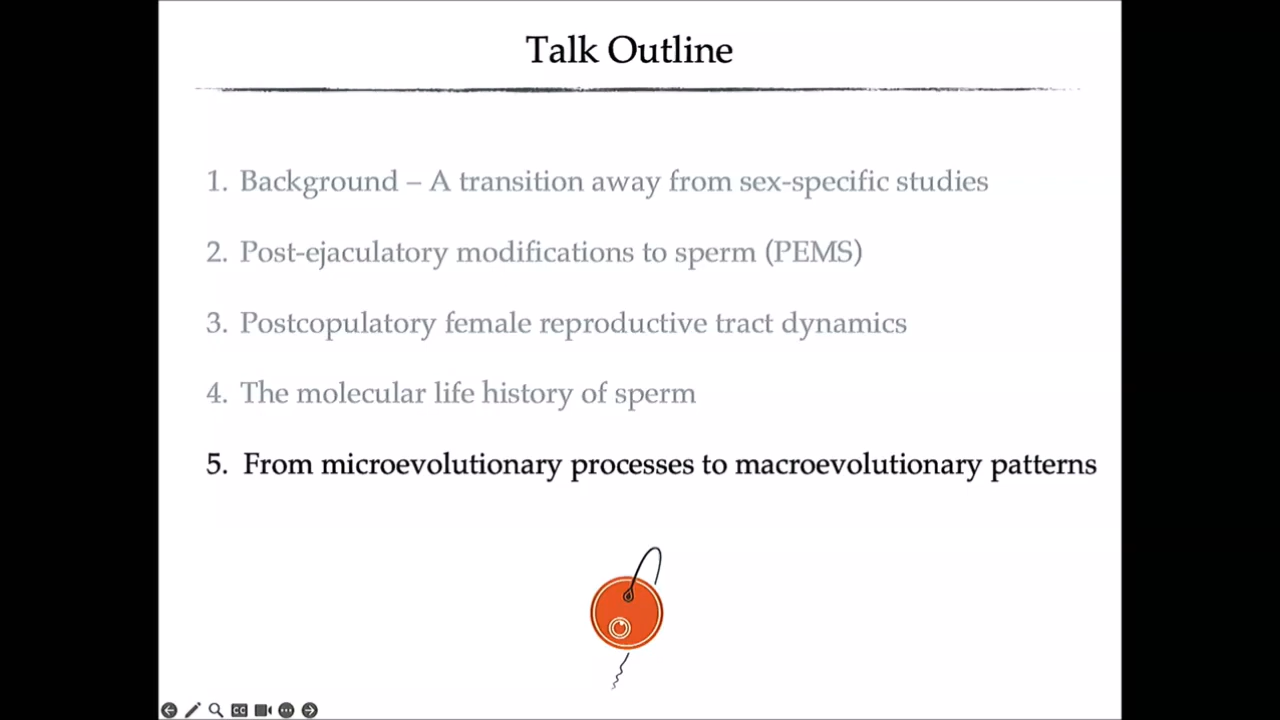 Talk Outline
1. Background – A transition away from sex-specific studies
2. Post-ejaculatory modifications to sperm (PEMS)
3. Postcopulatory female reproductive tract dynamics
4. The molecular life history of sperm
5. From microevolutionary processes to macroevolutionary patterns
CC